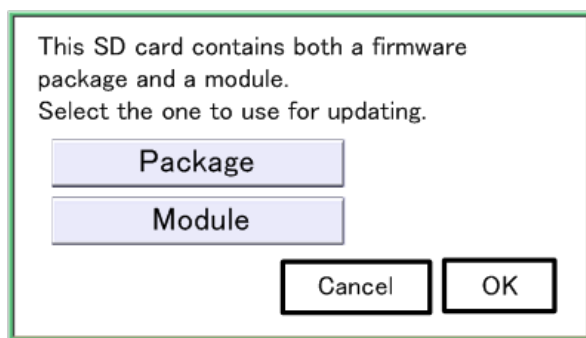 This SD card contains both a firmware
package and a module.
Select the one to use for updating.
Package
Module
Cancel OK